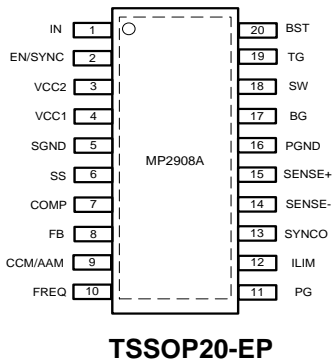 IN 1 20 BST
EN/SYNC 2 19 TG
VCC2 3 18 SW
VCC1 4 17 BG
SGND 5 16 PGND
MP2908A
SS 6 15 SENSE+
COMP 7 14 SENSE-
FB 8 13 SYNCO
CCM/AAM 9 12 ILIM
FREQ 10 11 PG
TSSOP20-EP